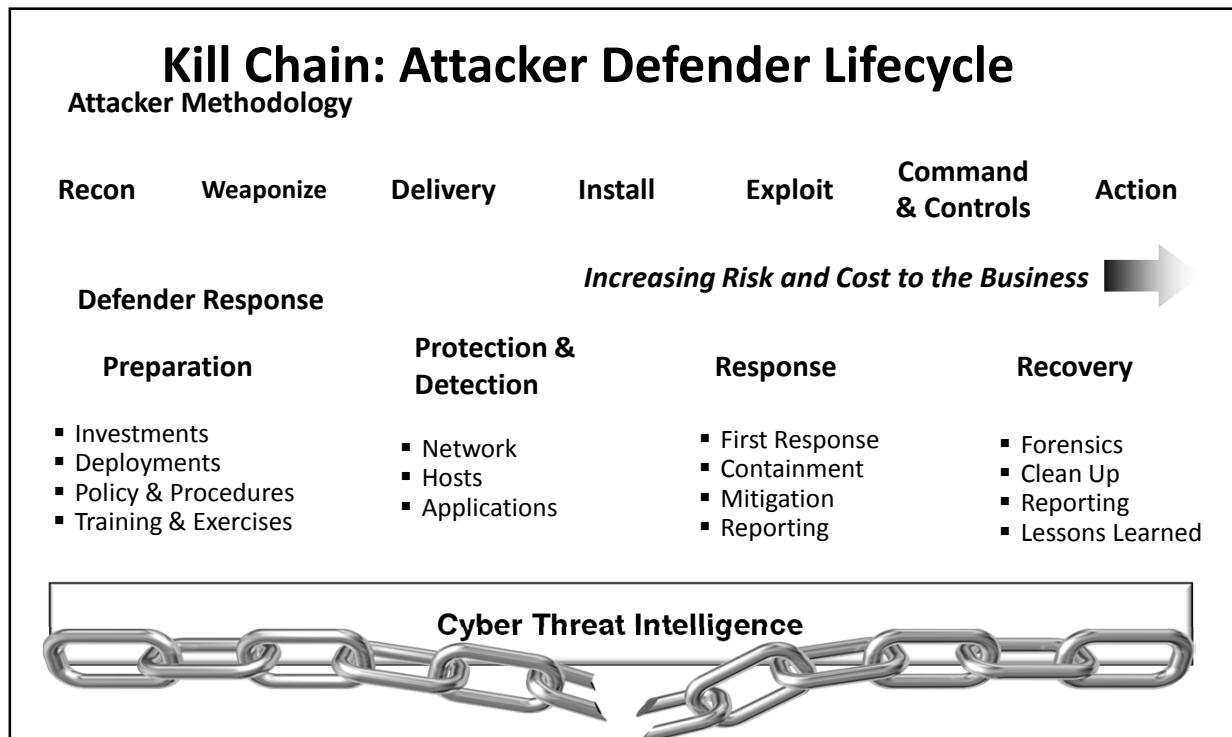 Kill Chain: Attacker Defender Lifecycle
Attacker Methodology
Recon
Weaponize
Delivery
Install
Exploit
Command
& Controls
Action
Increasing Risk and Cost to the Business
Defender Response
Preparation
▪ Investments
▪ Deployments
▪ Policy & Procedures
▪ Training & Exercises
Protection &
Detection
▪ Network
▪ Hosts
▪ Applications
Response
▪ First Response
▪ Containment
▪ Mitigation
▪ Reporting
Recovery
▪ Forensics
▪ Clean Up
▪ Reporting
▪ Lessons Learned
Cyber Threat Intelligence